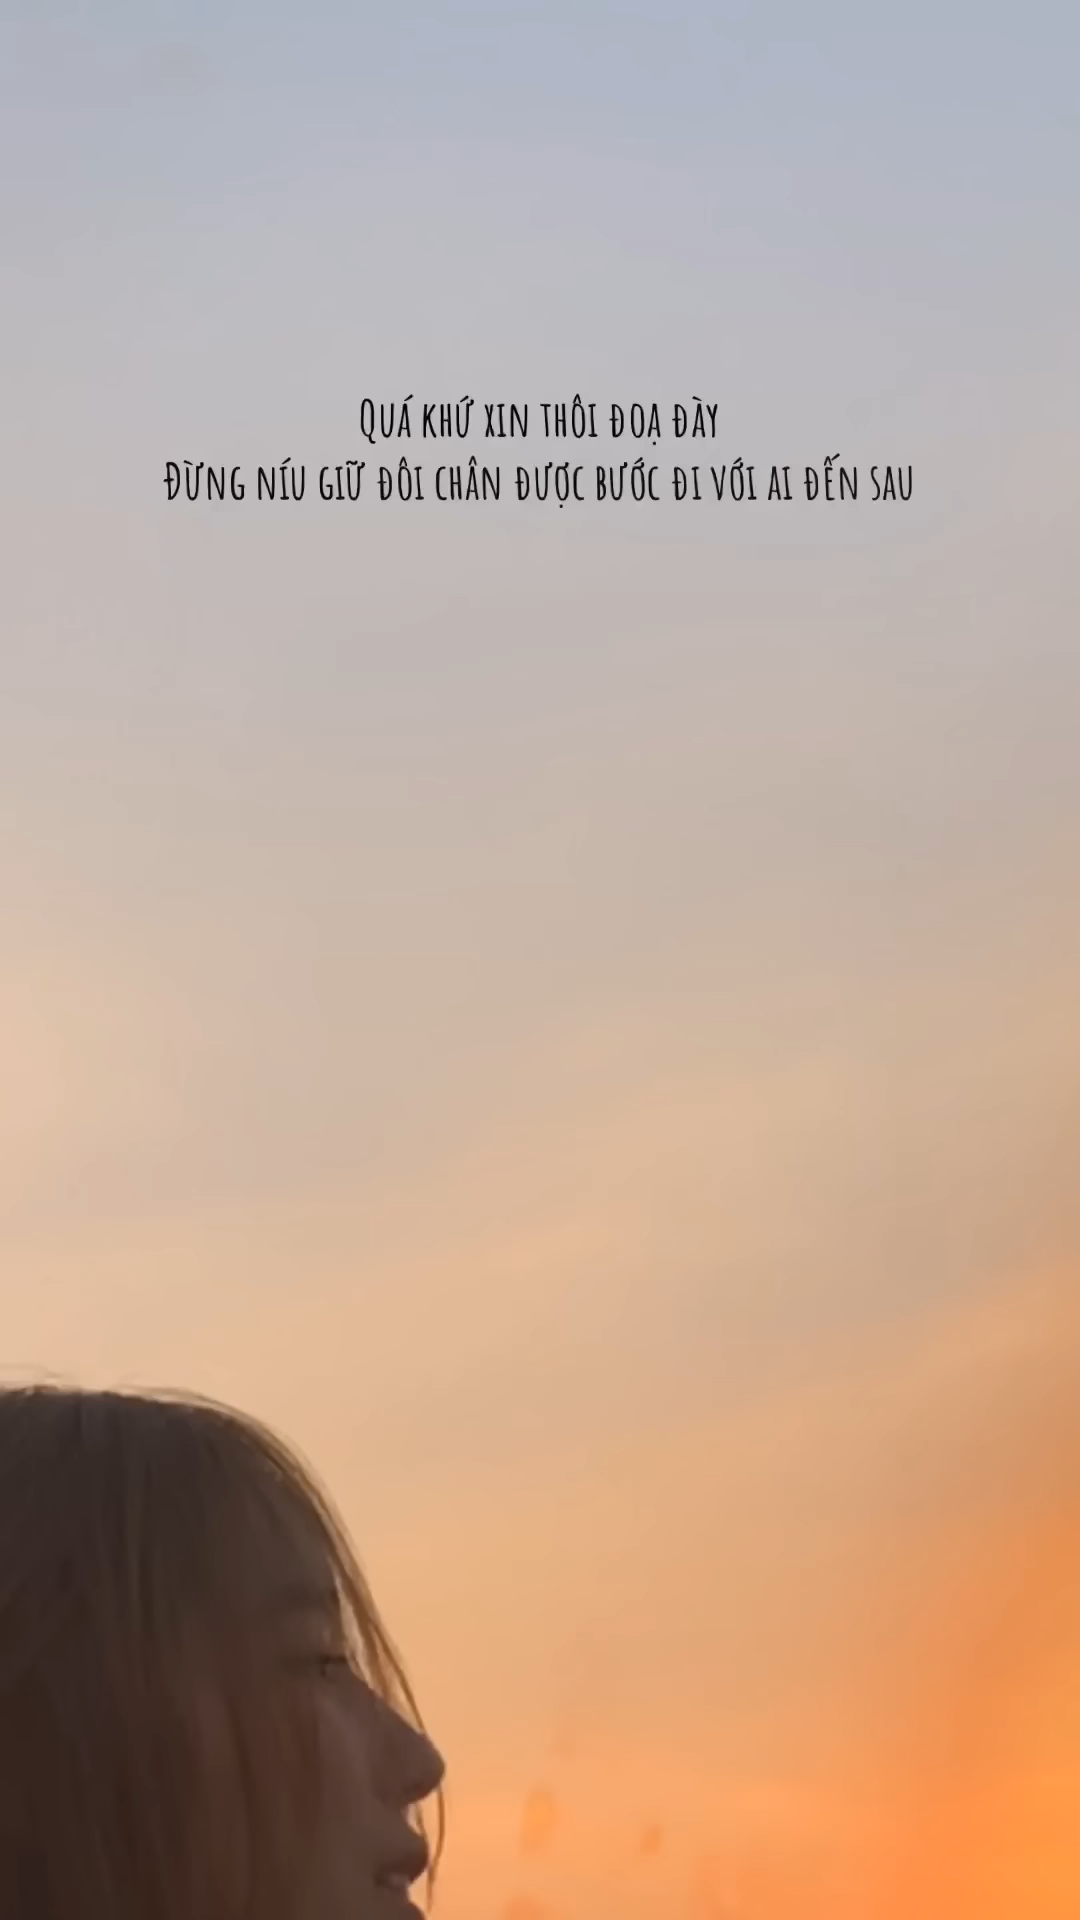 Quá khứ xin thôi đoạ đày
Đừng níu giữ đôi chân được bước đi với ai đến sau